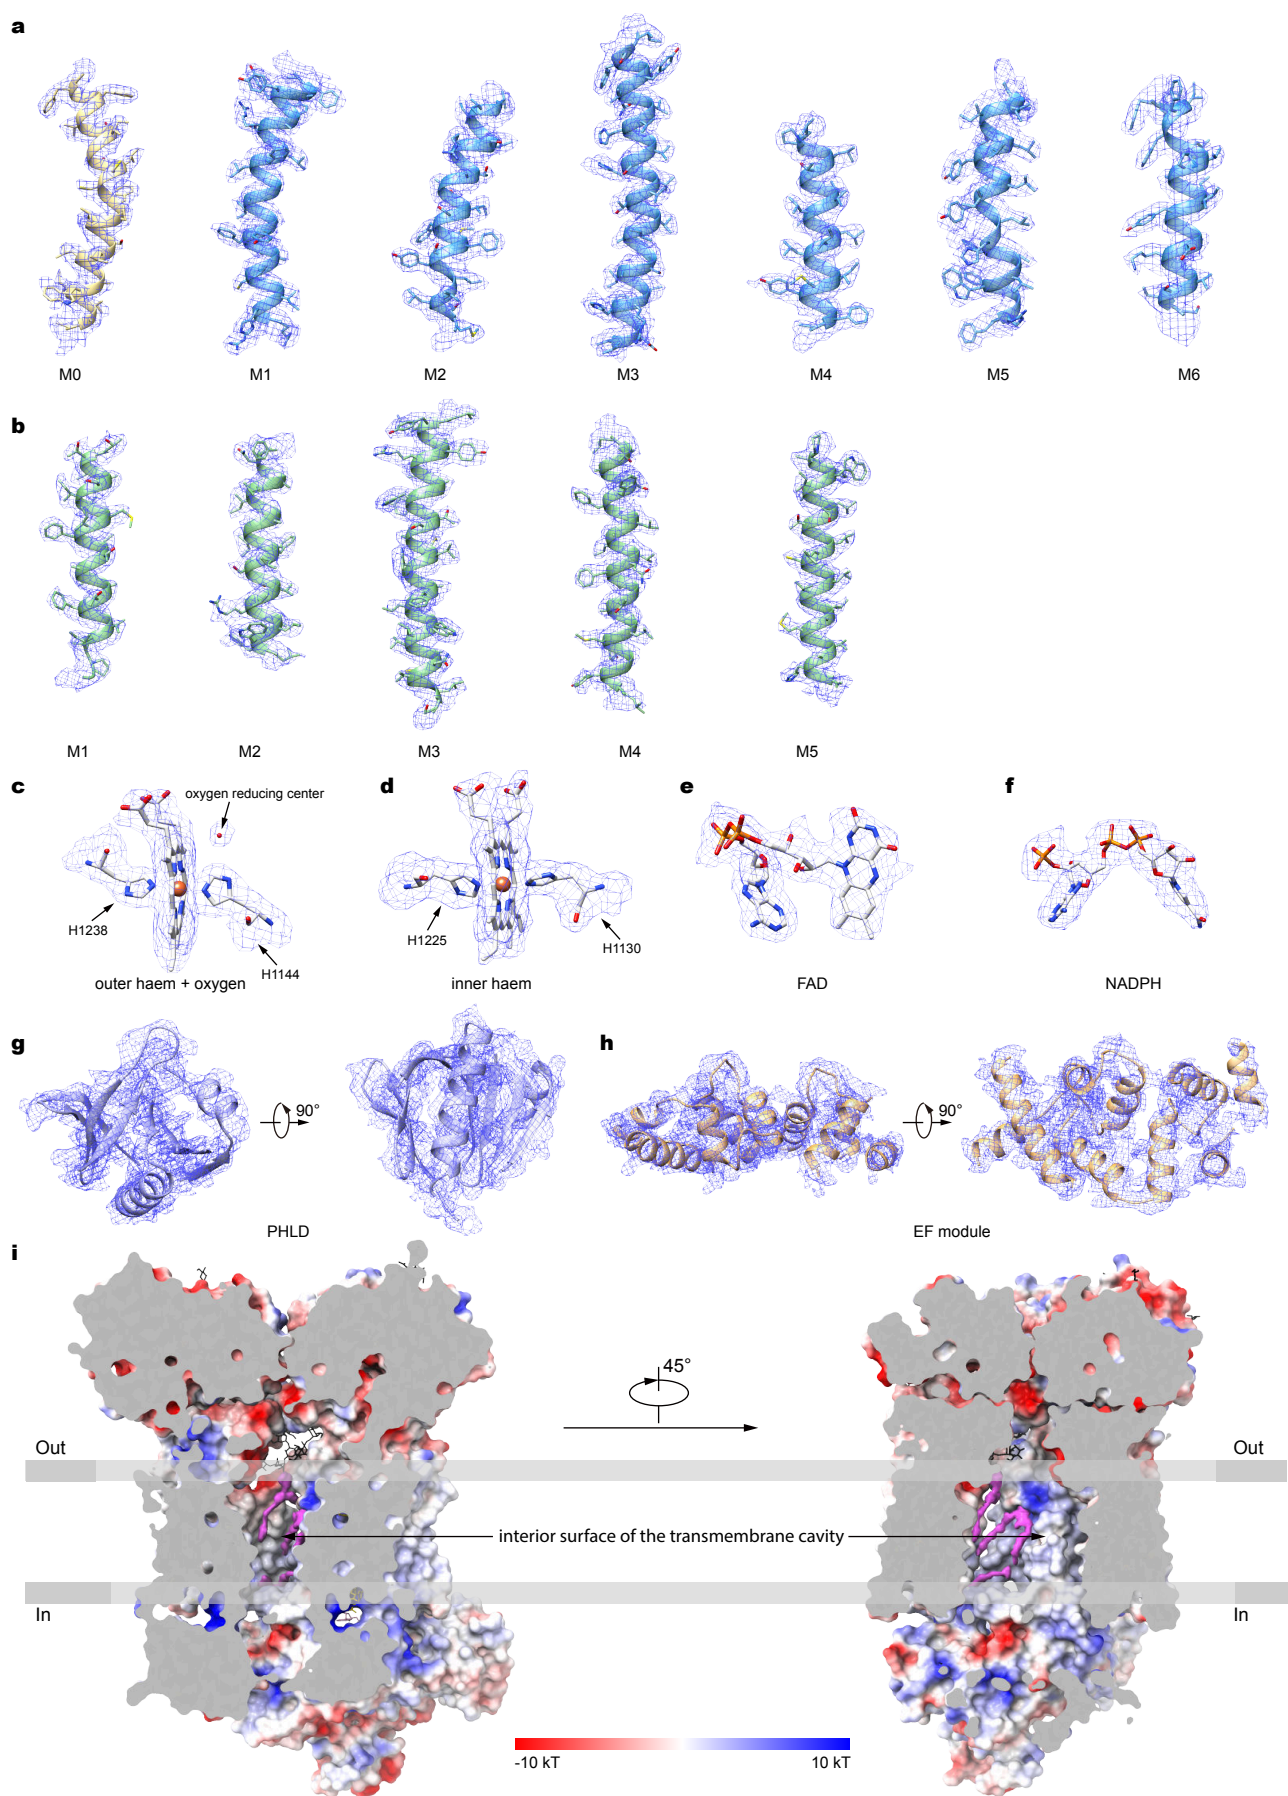 a
M0
M1
M2
M3
M4
M5
M6
b
M1
M2
M3
M4
M5
c
oxygen reducing center
H1238
H1144
outer haem + oxygen
d
H1225
H1130
inner haem
e
FAD
f
NADPH
g
90°
PHLD
h
90°
EF module
i
45°
Out
Out
interior surface of the transmembrane cavity
In
In
-10 kT
10 kT